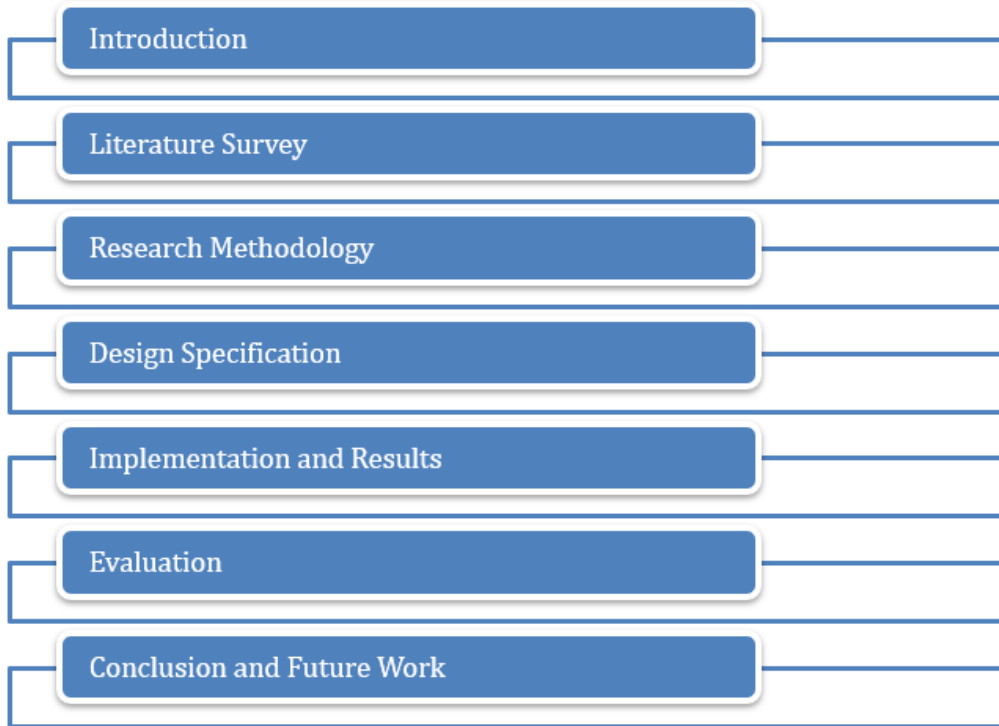 Introduction
Literature Survey
Research Methodology
Design Specification
Implementation and Results
Evaluation
Conclusion and Future Work